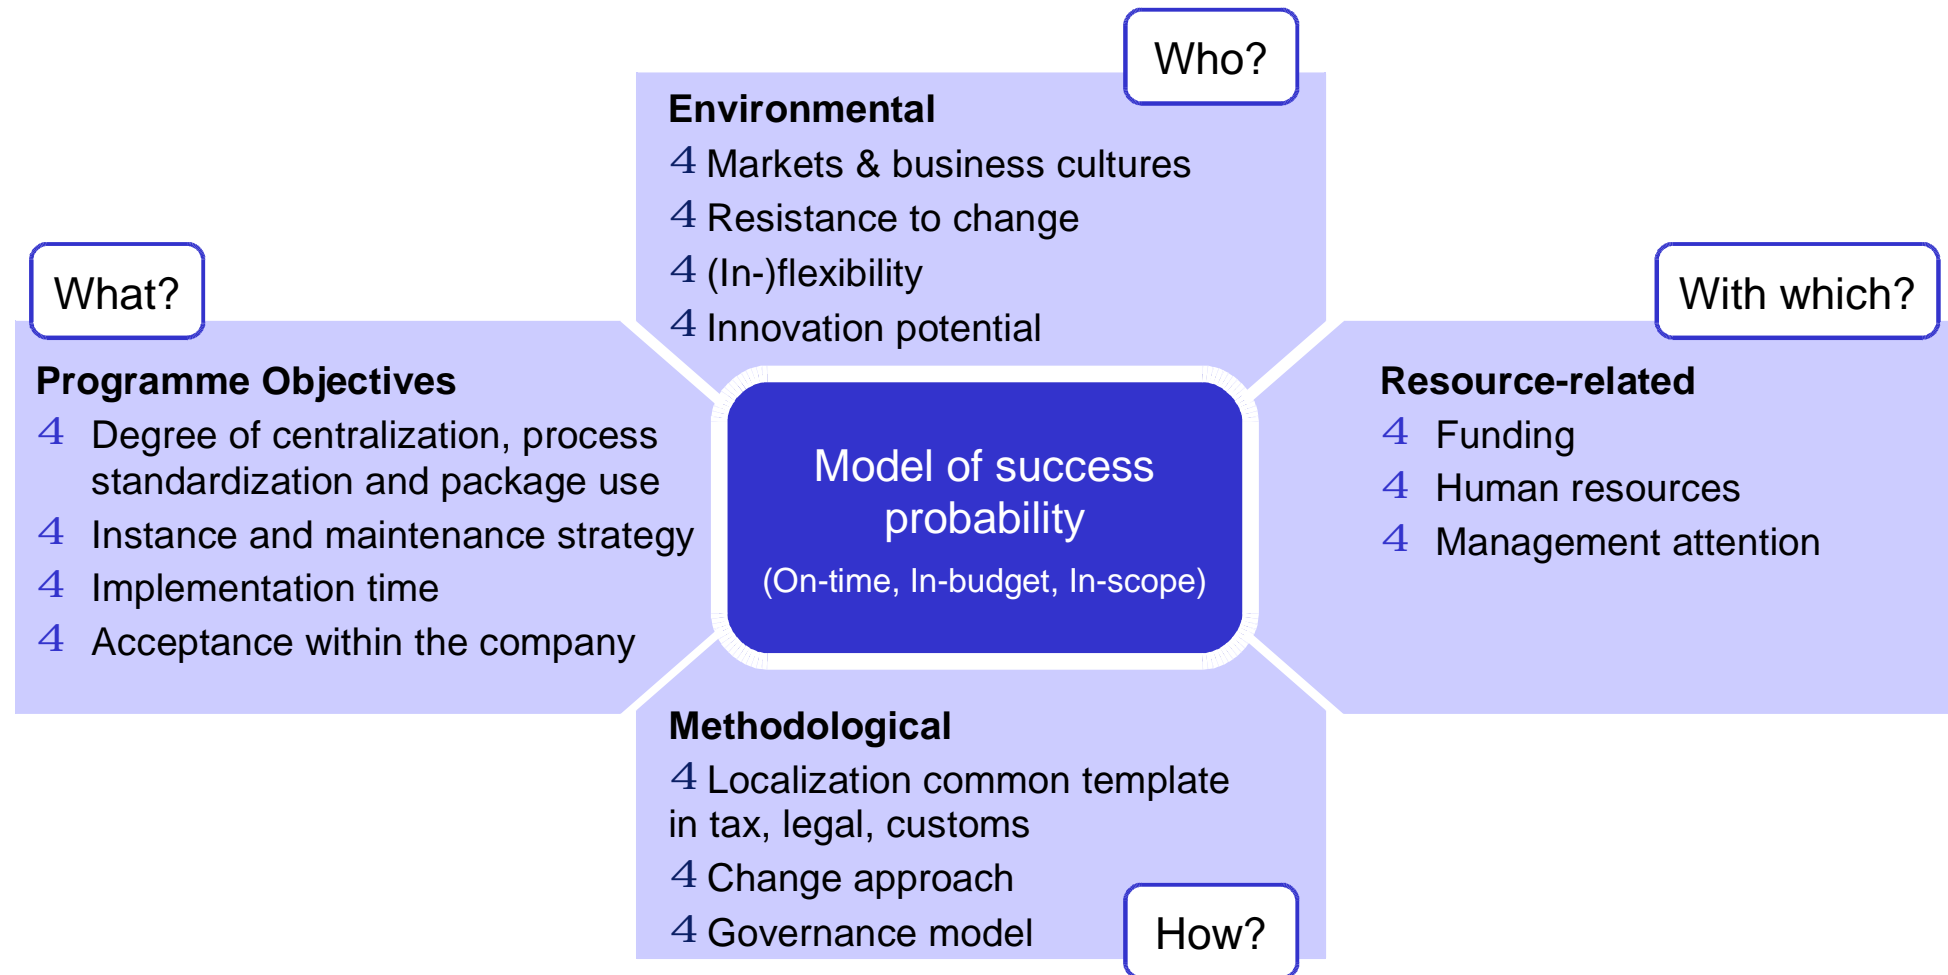 Who?
Environmental
4 Markets & business cultures
4 Resistance to change
4 (In-)flexibility
4 Innovation potential
What?
Programme Objectives
4 Degree of centralization, process
standardization and package use
4 Instance and maintenance strategy
4 Implementation time
4 Acceptance within the company
Model of success
probability
(On-time, In-budget, In-scope)
With which?
Resource-related
4 Funding
4 Human resources
4 Management attention
Methodological
4 Localization common template
in tax, legal, customs
4 Change approach
4 Governance model
How?